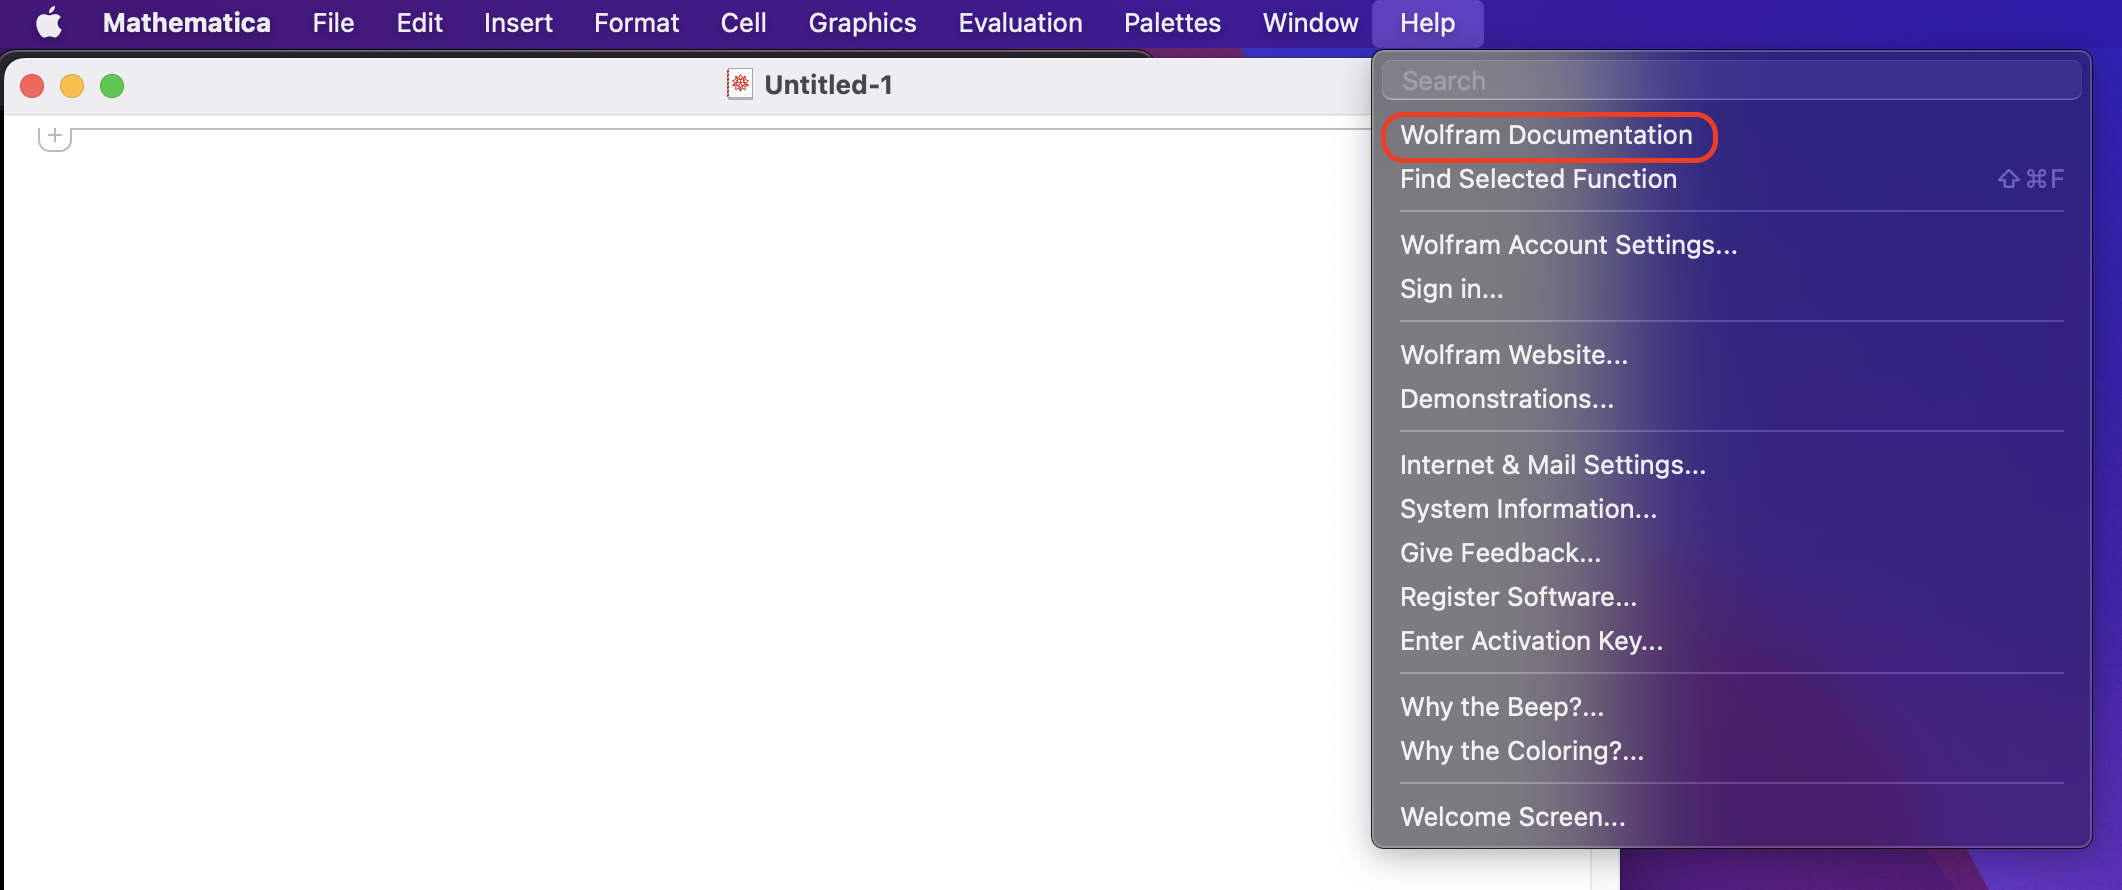 Mathematica File Edit Insert Format Cell Graphics Evaluation Palettes Window Help
Untitled-1
Search
Wolfram Documentation
Find Selected Function ⇧⌘F
Wolfram Account Settings...
Sign in...
Wolfram Website...
Demonstrations...
Internet & Mail Settings...
System Information...
Give Feedback...
Register Software...
Enter Activation Key...
Why the Beep?...
Why the Coloring?...
Welcome Screen...